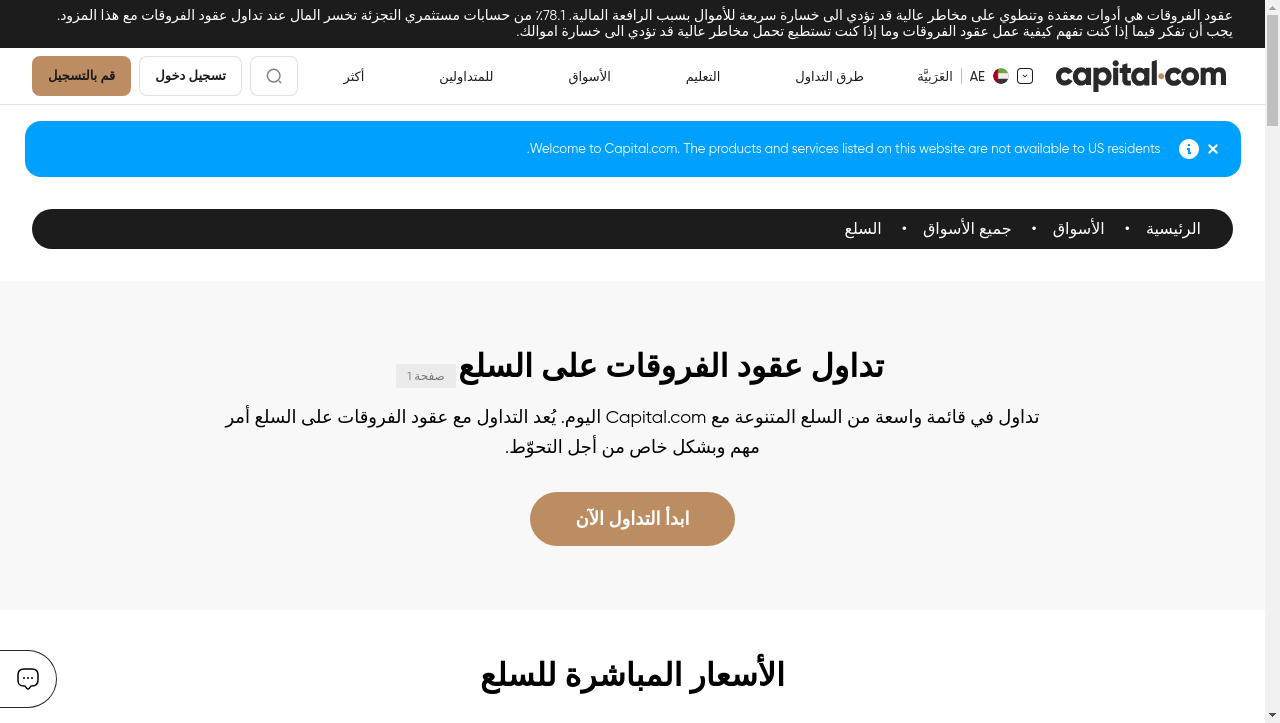 عقود الفروقات هي أدوات معقدة وتنطوي على مخاطر عالية قد تؤدي الى خسارة سريعة للأموال بسبب الرافعة المالية. 78.1٪ من حسابات مستثمري التجزئة تخسر المال عند تداول عقود الفروقات مع هذا المزود.
يجب أن تفكر فيما إذا كنت تفهم كيفية عمل عقود الفروقات وما إذا كنت تستطيع تحمل مخاطر عالية قد تؤدي الى خسارة اموالك.
capital.com
AE
العَرَبِيَّة
طرق التداول
التعليم
الأسواق
للمتداولين
أكثر
تسجيل دخول
قم بالتسجيل
Welcome to Capital.com. The products and services listed on this website are not available to US residents.
الرئيسية • الأسواق • جميع الأسواق • السلع
تداول عقود الفروقات على السلع صفحة 1
تداول في قائمة واسعة من السلع المتنوعة مع Capital.com اليوم. يُعد التداول مع عقود الفروقات على السلع أمر
مهم وبشكل خاص من أجل التحوّط.
ابدأ التداول الآن
الأسعار المباشرة للسلع